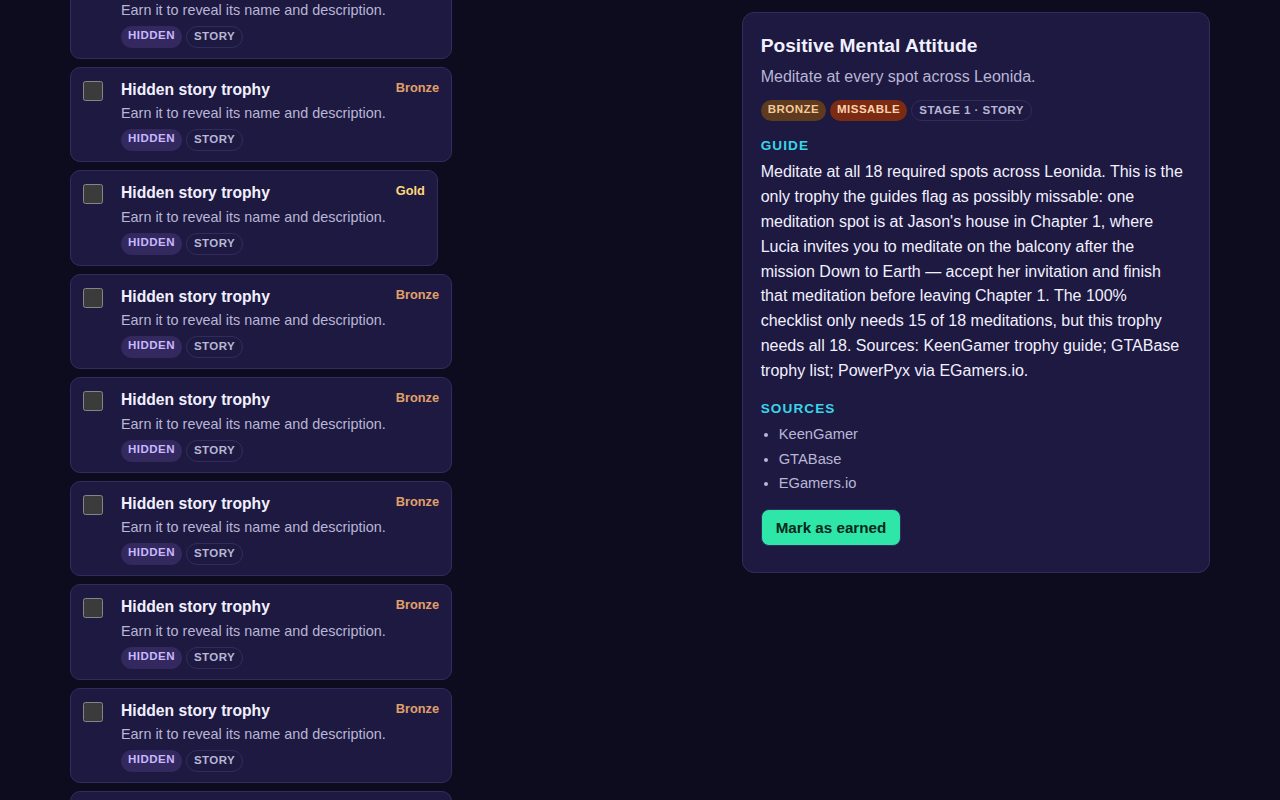 Earn it to reveal its name and description.
HIDDEN STORY
Hidden story trophy Bronze
Earn it to reveal its name and description.
HIDDEN STORY
Hidden story trophy Gold
Earn it to reveal its name and description.
HIDDEN STORY
Hidden story trophy Bronze
Earn it to reveal its name and description.
HIDDEN STORY
Hidden story trophy Bronze
Earn it to reveal its name and description.
HIDDEN STORY
Hidden story trophy Bronze
Earn it to reveal its name and description.
HIDDEN STORY
Hidden story trophy Bronze
Earn it to reveal its name and description.
HIDDEN STORY
Hidden story trophy Bronze
Earn it to reveal its name and description.
HIDDEN STORY
Positive Mental Attitude
Meditate at every spot across Leonida.
BRONZE MISSABLE STAGE 1 · STORY
GUIDE
Meditate at all 18 required spots across Leonida. This is the
only trophy the guides flag as possibly missable: one
meditation spot is at Jason's house in Chapter 1, where
Lucia invites you to meditate on the balcony after the
mission Down to Earth — accept her invitation and finish
that meditation before leaving Chapter 1. The 100%
checklist only needs 15 of 18 meditations, but this trophy
needs all 18. Sources: KeenGamer trophy guide; GTABase
trophy list; PowerPyx via EGamers.io.
SOURCES
• KeenGamer
• GTABase
• EGamers.io
Mark as earned